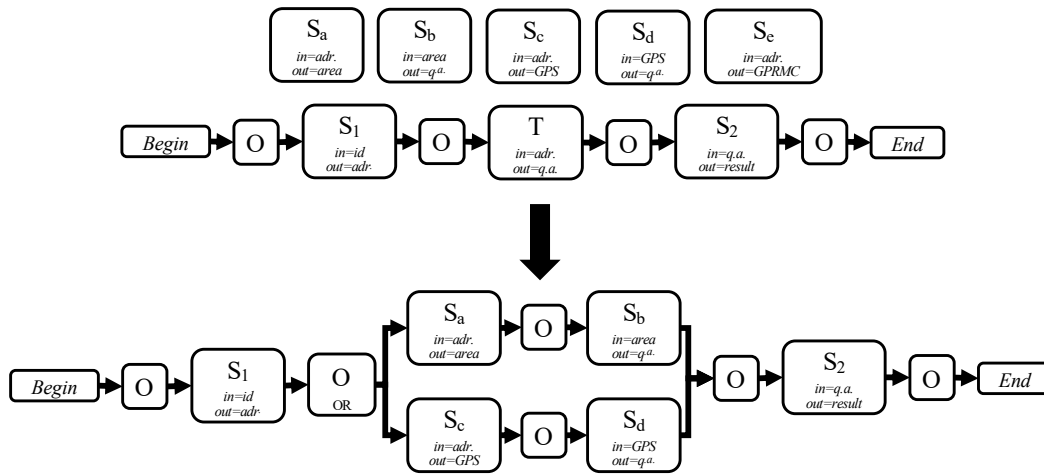 Sa
in=adr.
out=area
Sb
in=area
out=q.a.
Sc
in=adr.
out=GPS
Sd
in=GPS
out=q.a.
Se
in=adr.
out=GPRMC
Begin
O
S1
in=id
out=adr.
O
T
in=adr.
out=q.a.
O
S2
in=q.a.
out=result
O
End
Sa
in=adr.
out=area
O
Sb
in=area
out=q.a.
Begin
O
S1
in=id
out=adr.
O
OR
O
S2
in=q.a.
out=result
O
End
Sc
in=adr.
out=GPS
O
Sd
in=GPS
out=q.a.